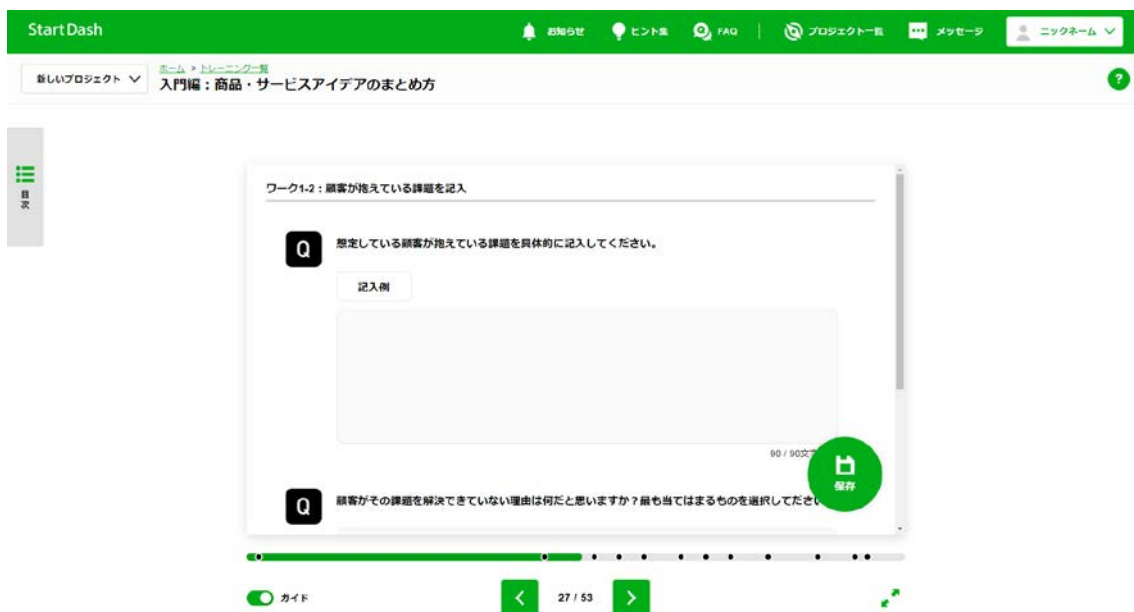 StartDash
お知らせ
ヒント集
FAQ
プロジェクト一覧
メッセージ
ニックネーム
新しいプロジェクト
ホーム > トレーニング一覧
入門編：商品・サービスアイデアのまとめ方
?
目次
ワーク1-2：顧客が抱えている課題を記入
Q 想定している顧客が抱えている課題を具体的に記入してください。
記入例
90 / 90文字
保存
Q 顧客がその課題を解決できていない理由は何だと思いますか？最も当てはまるものを選択してださい
ガイド
27 / 53